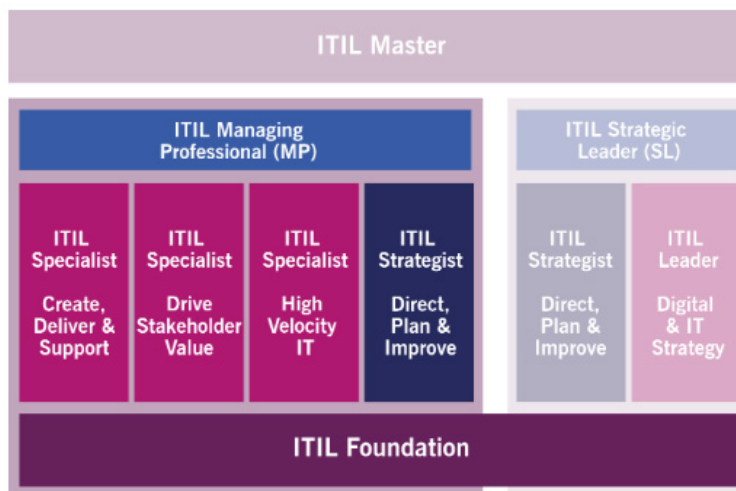 ITIL Master
ITIL Managing
Professional (MP)
ITIL Strategic
Leader (SL)
ITIL
Specialist
Create,
Deliver &
Support
ITIL
Specialist
Drive
Stakeholder
Value
ITIL
Specialist
High
Velocity
IT
ITIL
Strategist
Direct,
Plan &
Improve
ITIL
Strategist
Direct,
Plan &
Improve
ITIL
Leader
Digital
& IT
Strategy
ITIL Foundation